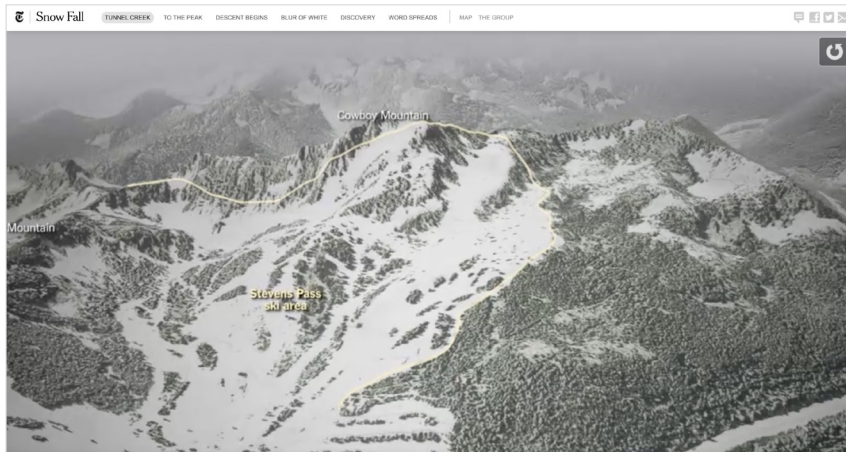 Snow Fall
TUNNEL CREEK
TO THE PEAK
DESCENT BEGINS
BLUR OF WHITE
DISCOVERY
WORD SPREADS
MAP
THE GROUP
Cowboy Mountain
Mountain
Stevens Pass
ski area